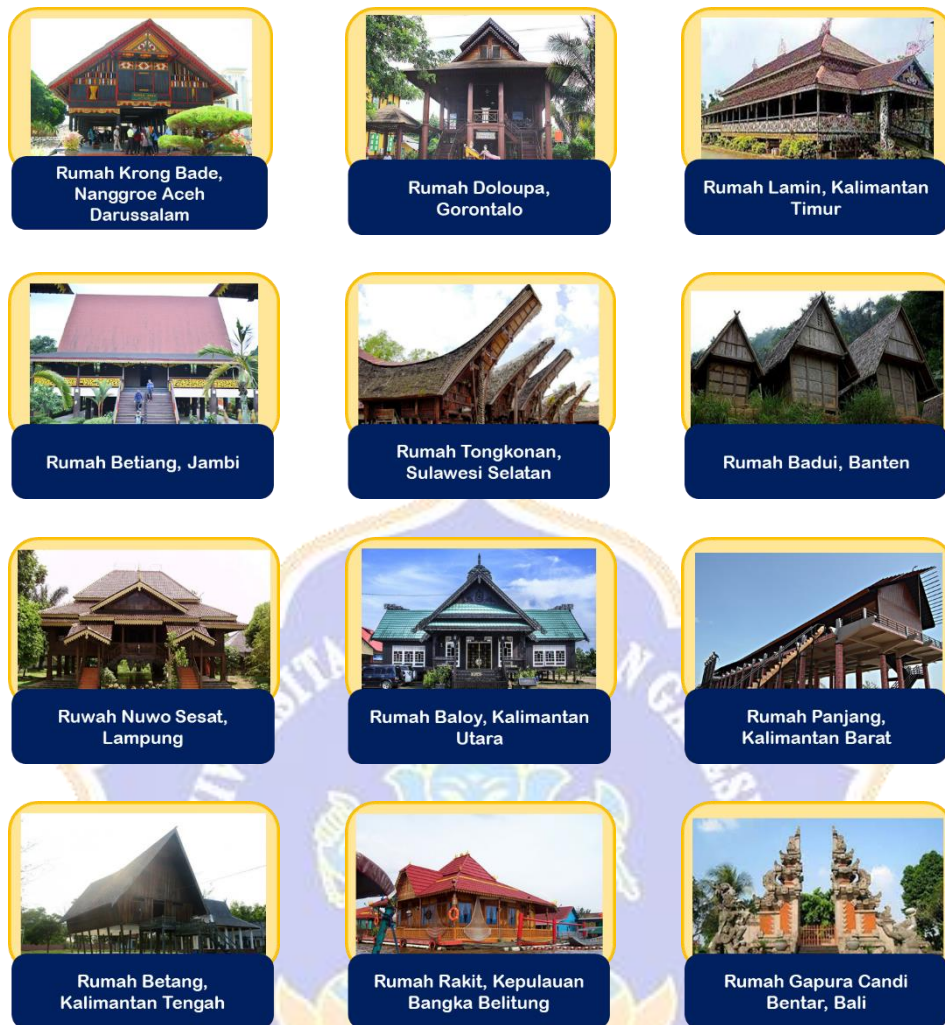 Rumah Krong Bade,
Nanggroe Aceh
Darussalam
Rumah Doloupa,
Gorontalo
Rumah Lamin, Kalimantan
Timur
Rumah Betiang, Jambi
Rumah Tongkonan,
Sulawesi Selatan
Rumah Badui, Banten
Ruwah Nuwo Sesat,
Lampung
Rumah Baloy, Kalimantan
Utara
Rumah Panjang,
Kalimantan Barat
Rumah Betang,
Kalimantan Tengah
Rumah Rakit, Kepulauan
Bangka Belitung
Rumah Gapura Candi
Bentar, Bali